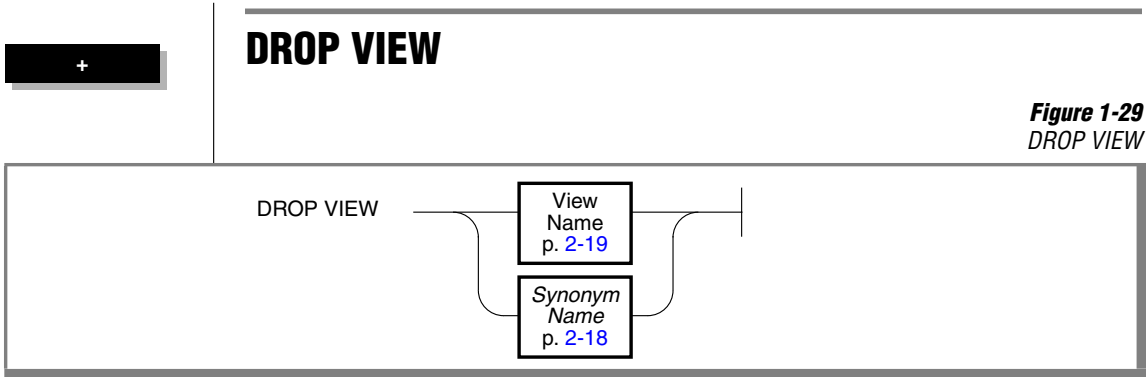 +
DROP VIEW
Figure 1-29
DROP VIEW
DROP VIEW
View
Name
p. 2-19
Synonym
Name
p. 2-18